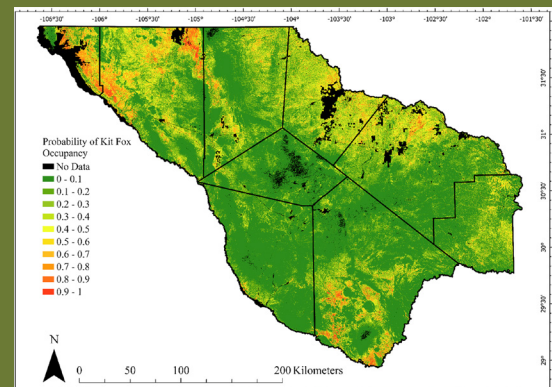 -106°30' -106° -105°30' -105° -104°30' -104° -103°30' -103° -102°30' -102° -101°30'
31°30'
31°
30°30'
30°
29°30'
29°
Probability of Kit Fox
Occupancy
No Data
0 - 0.1
0.1 - 0.2
0.2 - 0.3
0.3 - 0.4
0.4 - 0.5
0.5 - 0.6
0.6 - 0.7
0.7 - 0.8
0.8 - 0.9
0.9 - 1
N
0 50 100 200 Kilometers